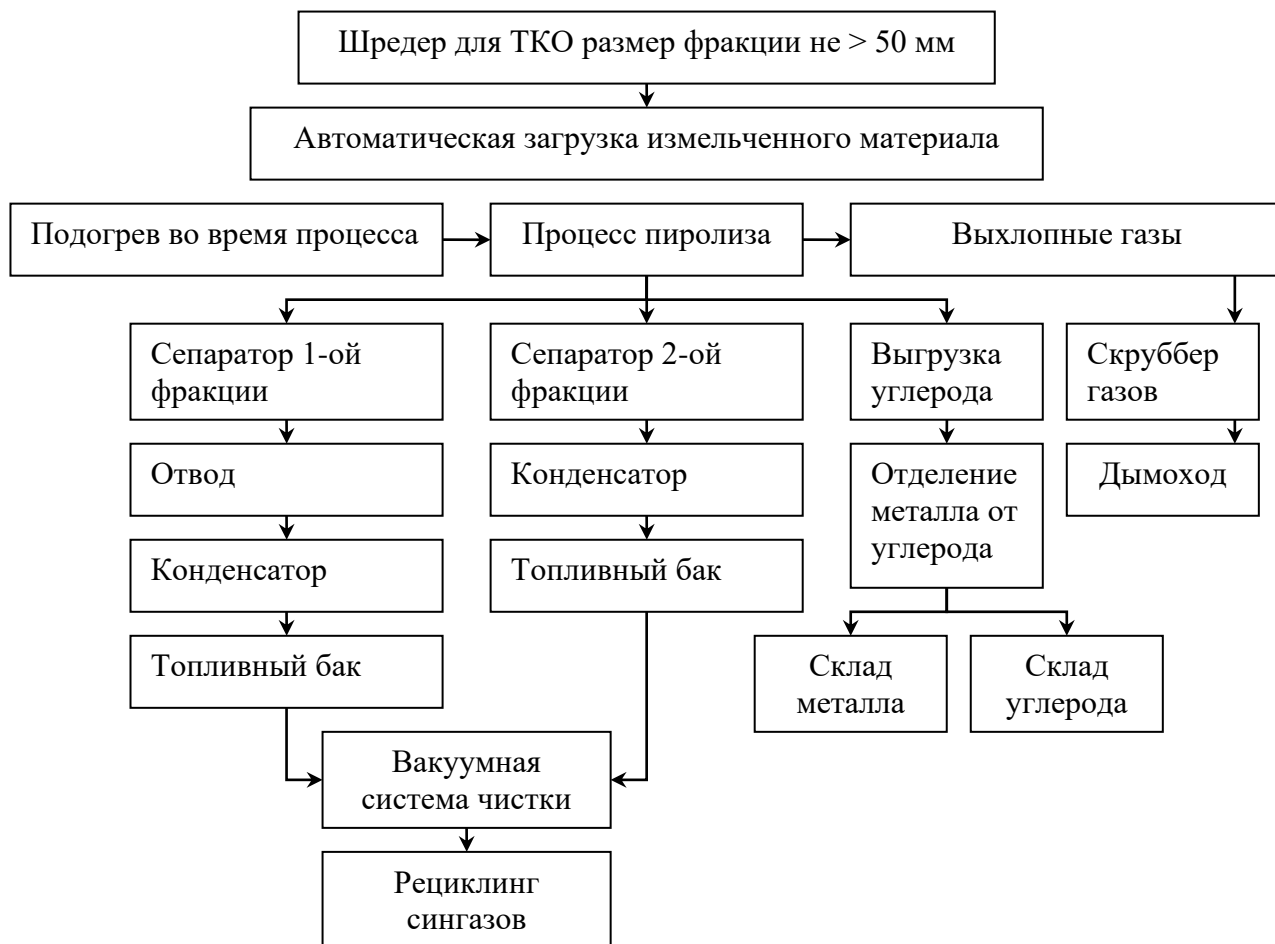 Шредер для ТКО размер фракции не > 50 мм
Автоматическая загрузка измельченного материала
Подогрев во время процесса
Процесс пиролиза
Выхлопные газы
Сепаратор 1-ой
фракции
Сепаратор 2-ой
фракции
Выгрузка
углерода
Скруббер
газов
Отвод
Конденсатор
Отделение
металла от
углерода
Дымоход
Конденсатор
Топливный бак
Топливный бак
Склад
металла
Склад
углерода
Вакуумная
система чистки
Рециклинг
сингазов